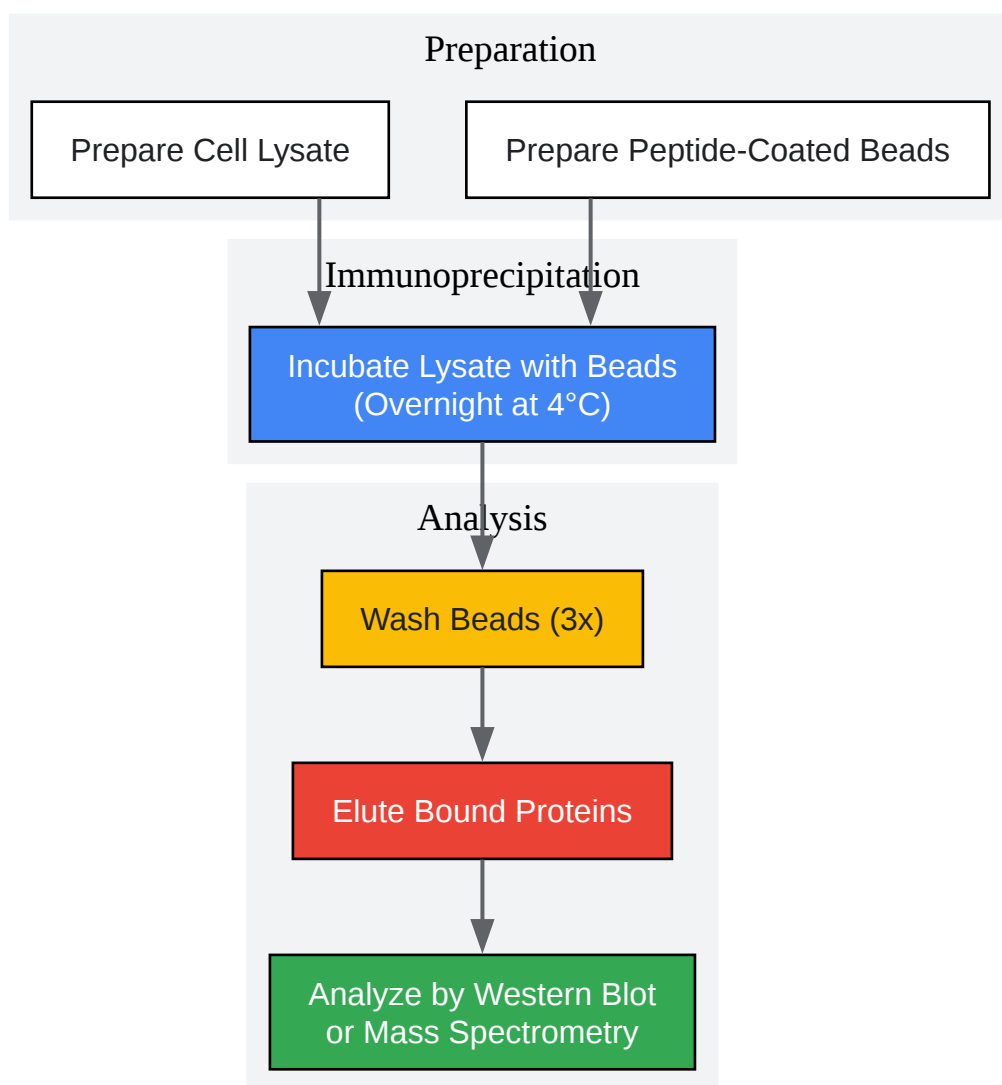 Preparation
Prepare Cell Lysate
Prepare Peptide-Coated Beads
Immunoprecipitation
Incubate Lysate with Beads
(Overnight at 4°C)
Analysis
Wash Beads (3x)
Elute Bound Proteins
Analyze by Western Blot
or Mass Spectrometry